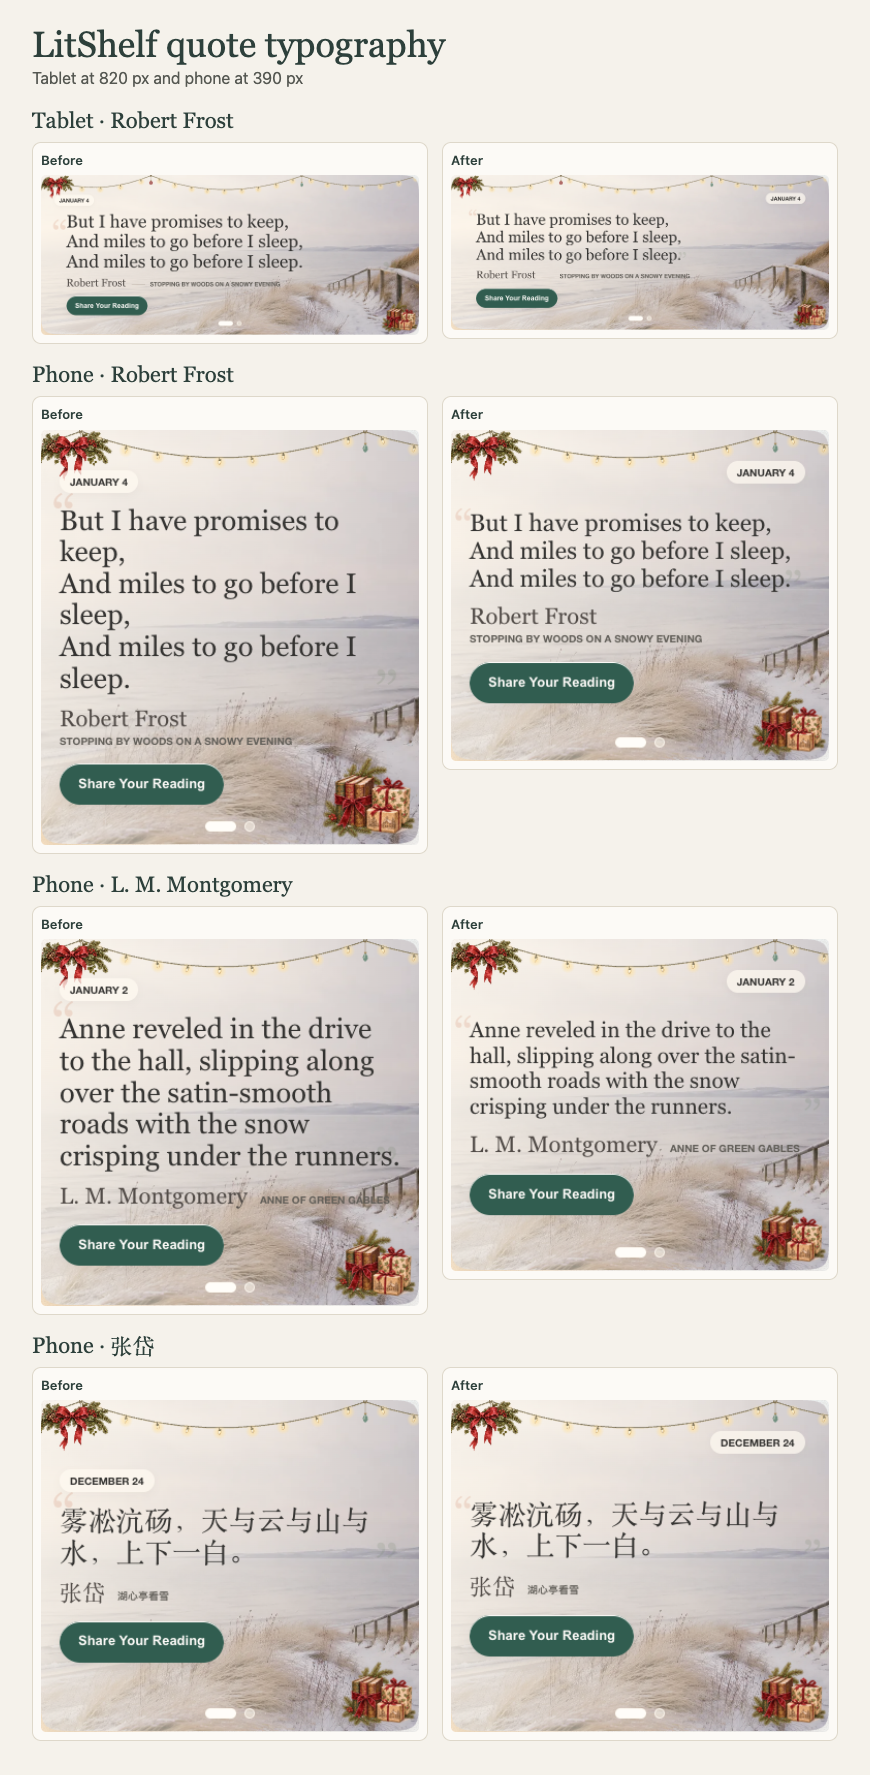 LitShelf quote typography
Tablet at 820 px and phone at 390 px
Tablet · Robert Frost
Before
JANUARY 4
“
But I have promises to keep,
And miles to go before I sleep,
And miles to go before I sleep.
Robert Frost STOPPING BY WOODS ON A SNOWY EVENING
Share Your Reading
After
JANUARY 4
“
But I have promises to keep,
And miles to go before I sleep,
And miles to go before I sleep.
Robert Frost STOPPING BY WOODS ON A SNOWY EVENING
Share Your Reading
Phone · Robert Frost
Before
JANUARY 4
“
But I have promises to
keep,
And miles to go before I
sleep,
And miles to go before I
sleep.
”
Robert Frost
STOPPING BY WOODS ON A SNOWY EVENING
Share Your Reading
After
JANUARY 4
“
But I have promises to keep,
And miles to go before I sleep,
And miles to go before I sleep.
”
Robert Frost
STOPPING BY WOODS ON A SNOWY EVENING
Share Your Reading
Phone · L. M. Montgomery
Before
JANUARY 2
“
Anne reveled in the drive
to the hall, slipping along
over the satin-smooth
roads with the snow
crisping under the runners.
”
L. M. Montgomery ANNE OF GREEN GABLES
Share Your Reading
After
JANUARY 2
“
Anne reveled in the drive to the
hall, slipping along over the satin-
smooth roads with the snow
crisping under the runners.
”
L. M. Montgomery ANNE OF GREEN GABLES
Share Your Reading
Phone · 张岱
Before
DECEMBER 24
“
雾凇沆砀，天与云与山与
水，上下一白。
”
张岱 湖心亭看雪
Share Your Reading
After
DECEMBER 24
“
雾凇沆砀，天与云与山与
水，上下一白。
”
张岱 湖心亭看雪
Share Your Reading